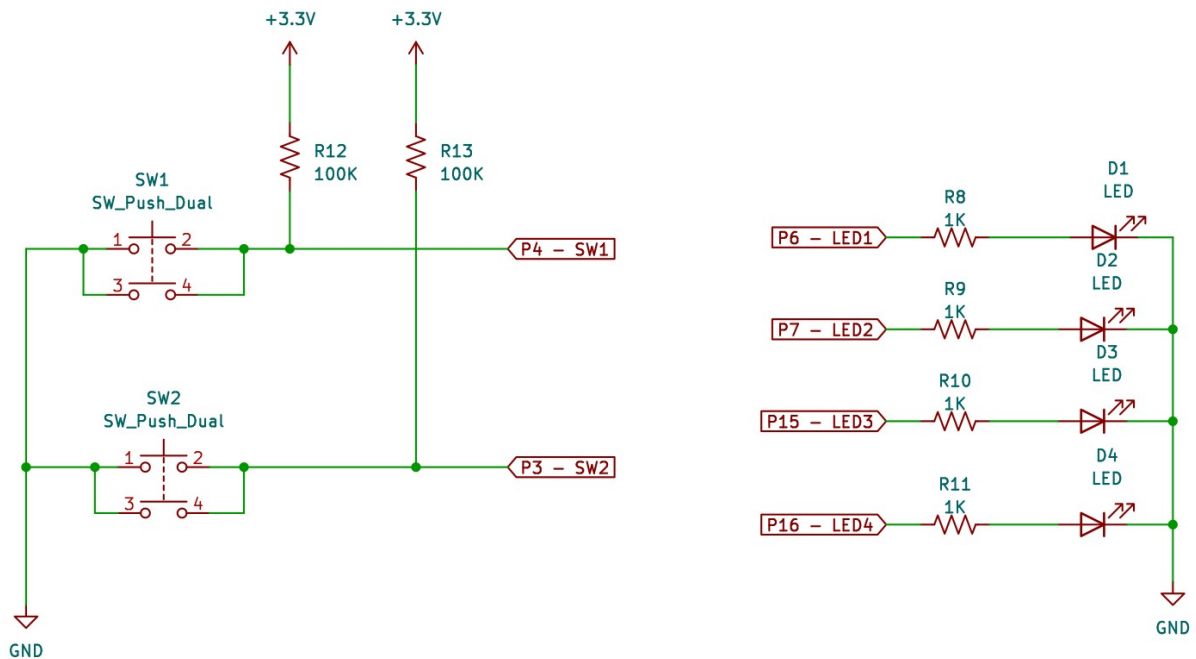 +3.3V
+3.3V
R12
100K
R13
100K
SW1
SW_Push_Dual
1
2
3
4
P4 - SW1
SW2
SW_Push_Dual
1
2
3
4
P3 - SW2
GND
D1
LED
R8
1K
P6 - LED1
D2
LED
R9
1K
P7 - LED2
D3
LED
R10
1K
P15 - LED3
D4
LED
R11
1K
P16 - LED4
GND